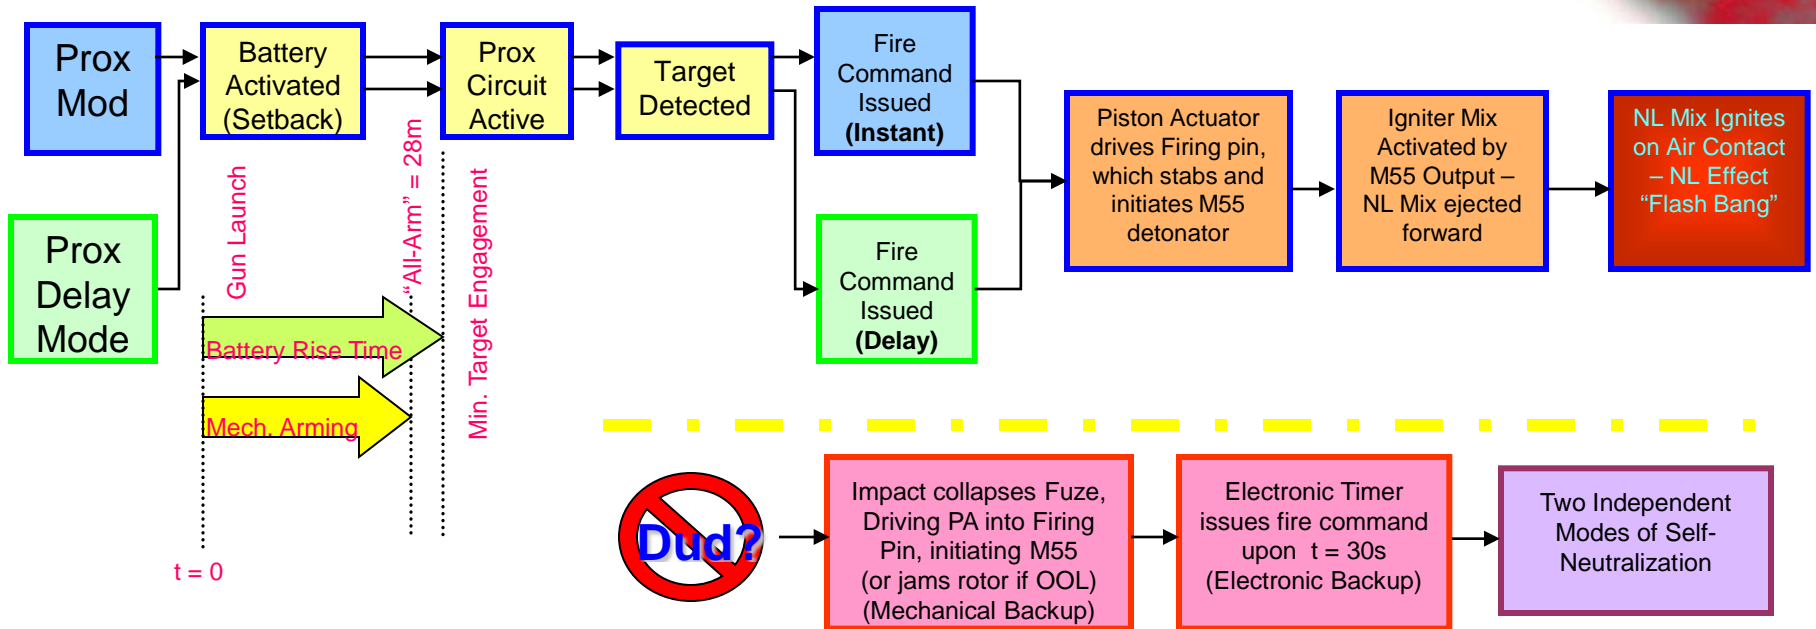 Prox
Mod
Battery
Activated
(Setback)
Prox
Circuit
Active
Target
Detected
Fire
Command
Issued
(Instant)
Piston Actuator
drives Firing pin,
which stabs and
initiates M55
detonator
Igniter Mix
Activated by
M55 Output –
NL Mix ejected
forward
NL Mix Ignites
on Air Contact
– NL Effect
“Flash Bang”
Prox
Delay
Mode
Gun Launch
“All-Arm” = 28m
Min. Target Engagement
Fire
Command
Issued
(Delay)
Battery Rise Time
Mech. Arming
t = 0
Dud?
Impact collapses Fuze,
Driving PA into Firing
Pin, initiating M55
(or jams rotor if OOL)
(Mechanical Backup)
Electronic Timer
issues fire command
upon t = 30s
(Electronic Backup)
Two Independent
Modes of Self-
Neutralization